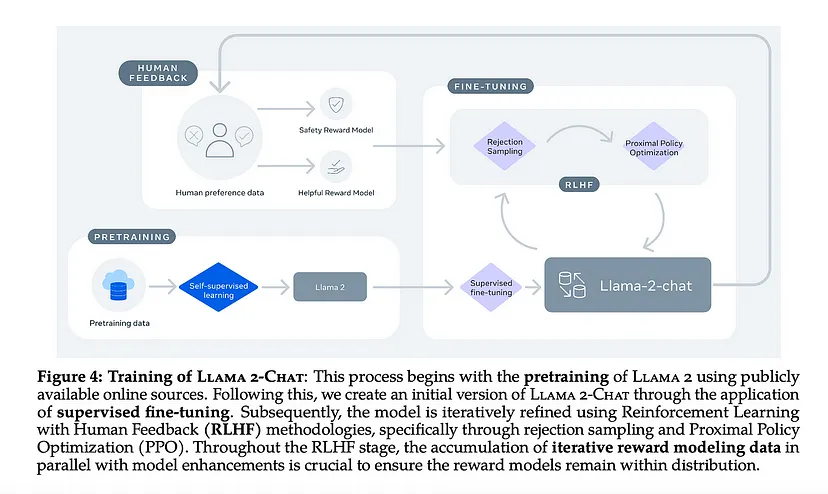 HUMAN
FEEDBACK
Safety Reward Model
Human preference data
Helpful Reward Model
FINE-TUNING
Rejection
Sampling
Proximal Policy
Optimization
RLHF
PRETRAINING
Pretraining data
Self-supervised
learning
Llama 2
Supervised
fine-tuning
Llama-2-chat
Figure 4: Training of Llama 2-Chat: This process begins with the pretraining of Llama 2 using publicly
available online sources. Following this, we create an initial version of Llama 2-Chat through the application
of supervised fine-tuning. Subsequently, the model is iteratively refined using Reinforcement Learning
with Human Feedback (RLHF) methodologies, specifically through rejection sampling and Proximal Policy
Optimization (PPO). Throughout the RLHF stage, the accumulation of iterative reward modeling data in
parallel with model enhancements is crucial to ensure the reward models remain within distribution.